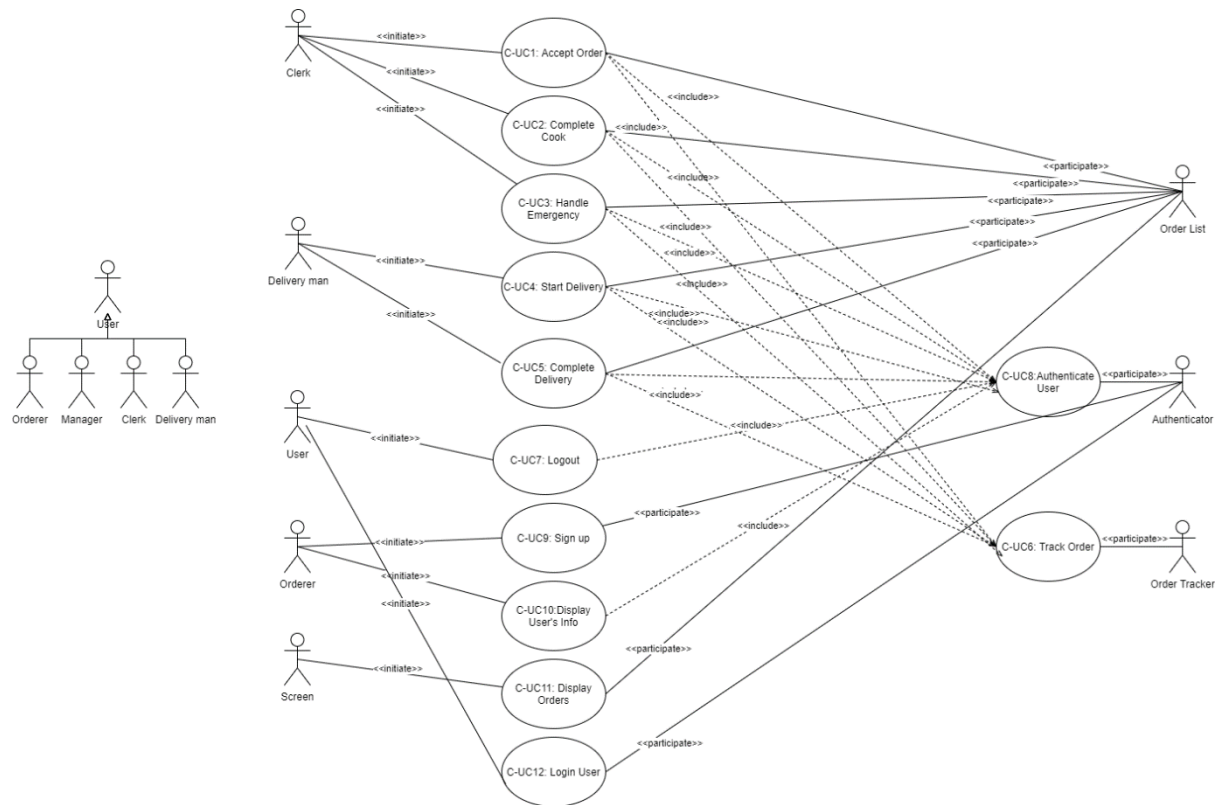 <<initiate>>
C-UC1: Accept Order
Clerk
<<initiate>>
<<include>>
<<initiate>>
C-UC2: Complete
Cook
<<include>>
<<participate>>
<<include>>
<<participate>>
C-UC3: Handle
Emergency
<<participate>>
Order List
Delivery man
<<initiate>>
<<participate>>
<<include>>
<<participate>>
<<include>>
C-UC4: Start Delivery
<<include>>
User
<<initiate>>
<<include>>
<<include>>
Orderer
Manager
Clerk
Delivery man
C-UC5: Complete
Delivery
<<include>>
C-UC8:Authenticate
User
<<participate>>
Authenticator
User
<<initiate>>
C-UC7: Logout
<<include>>
Orderer
<<initiate>>
C-UC9: Sign up
<<participate>>
<<include>>
C-UC6: Track Order
<<participate>>
Order Tracker
<<initiate>>
<<initiate>>
C-UC10:Display
User's Info
Screen
<<initiate>>
C-UC11: Display
Orders
<<participate>>
C-UC12: Login User
<<participate>>